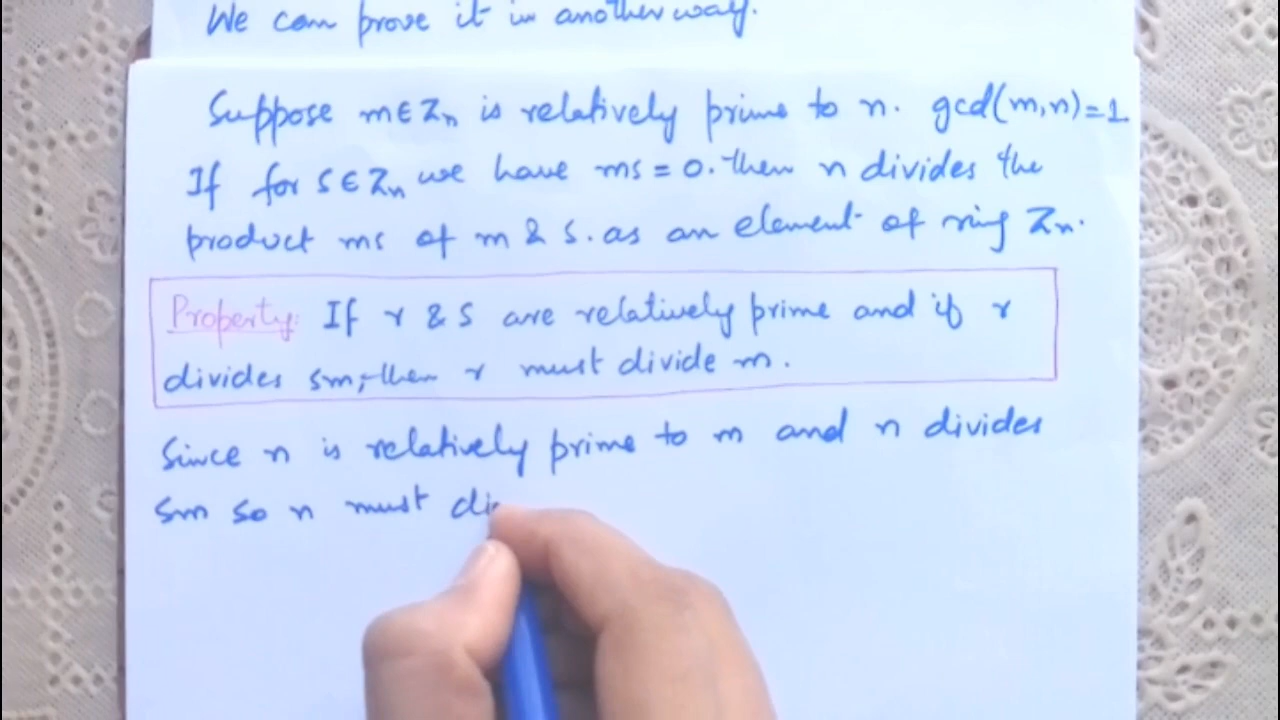 We can prove it in another way.
Suppose m∈Zn is relatively prime to n. gcd(m,n)=1
If for s∈Zn we have ms=0. then n divides the
product ms of m & s. as an element of ring Zn.
Property: If r & s are relatively prime and if r
divides sm, then r must divide m.
Since n is relatively prime to m and n divides
sm so n must di